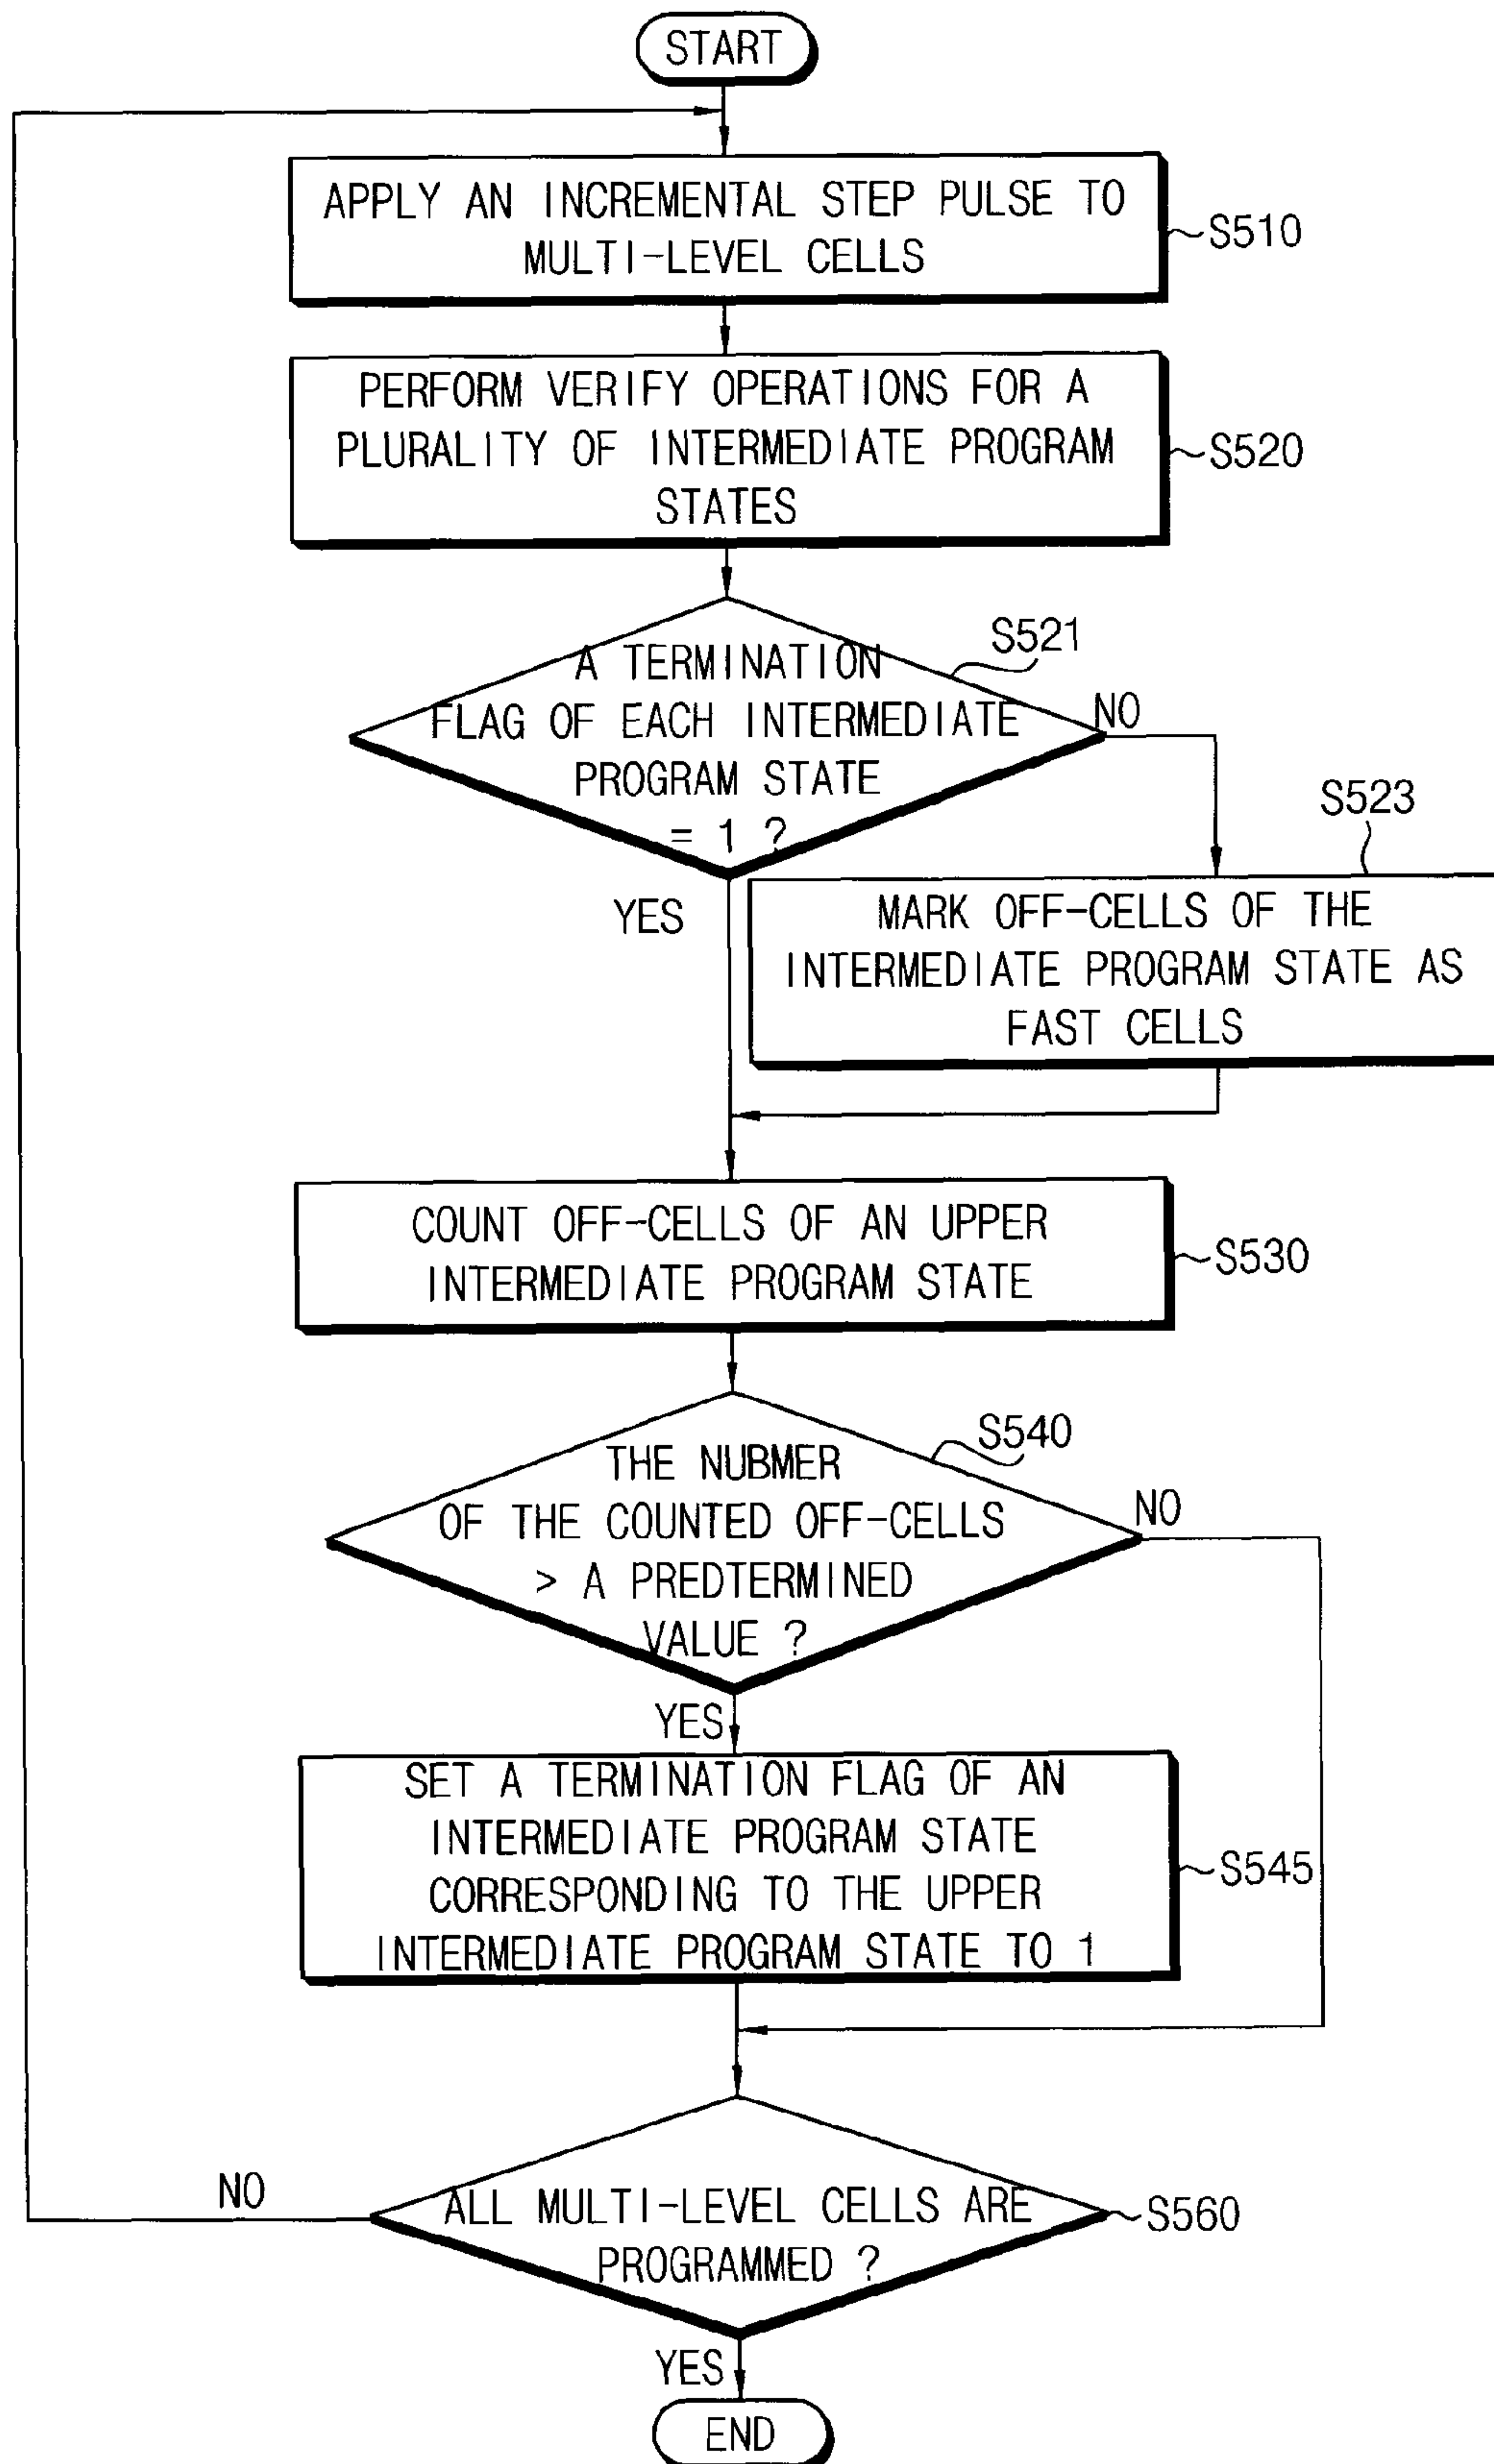 START
APPLY AN INCREMENTAL STEP PULSE TO
MULTI-LEVEL CELLS
S510
PERFORM VERIFY OPERATIONS FOR A
PLURALITY OF INTERMEDIATE PROGRAM
STATES
S520
S521
A TERMINATION
FLAG OF EACH INTERMEDIATE
PROGRAM STATE
= 1 ?
NO
YES
S523
MARK OFF-CELLS OF THE
INTERMEDIATE PROGRAM STATE AS
FAST CELLS
COUNT OFF-CELLS OF AN UPPER
INTERMEDIATE PROGRAM STATE
S530
S540
THE NUBMER
OF THE COUNTED OFF-CELLS
> A PREDTERMINED
VALUE ?
NO
YES
SET A TERMINATION FLAG OF AN
INTERMEDIATE PROGRAM STATE
CORRESPONDING TO THE UPPER
INTERMEDIATE PROGRAM STATE TO 1
S545
NO
ALL MULTI-LEVEL CELLS ARE
PROGRAMMED ?
S560
YES
END